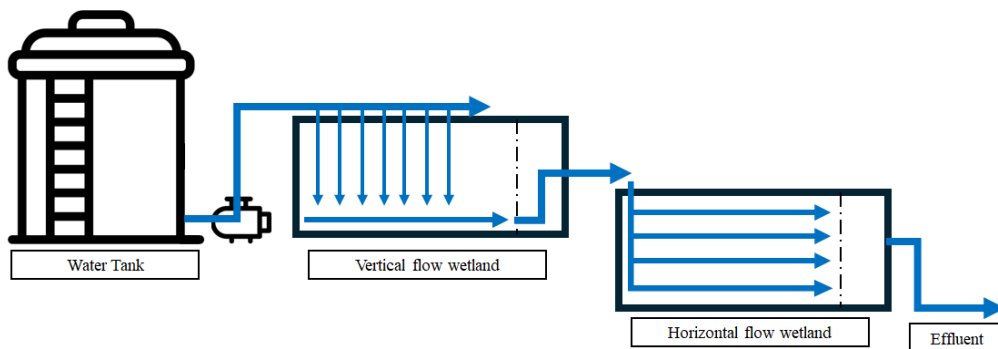 Water Tank
Vertical flow wetland
Horizontal flow wetland
Effluent